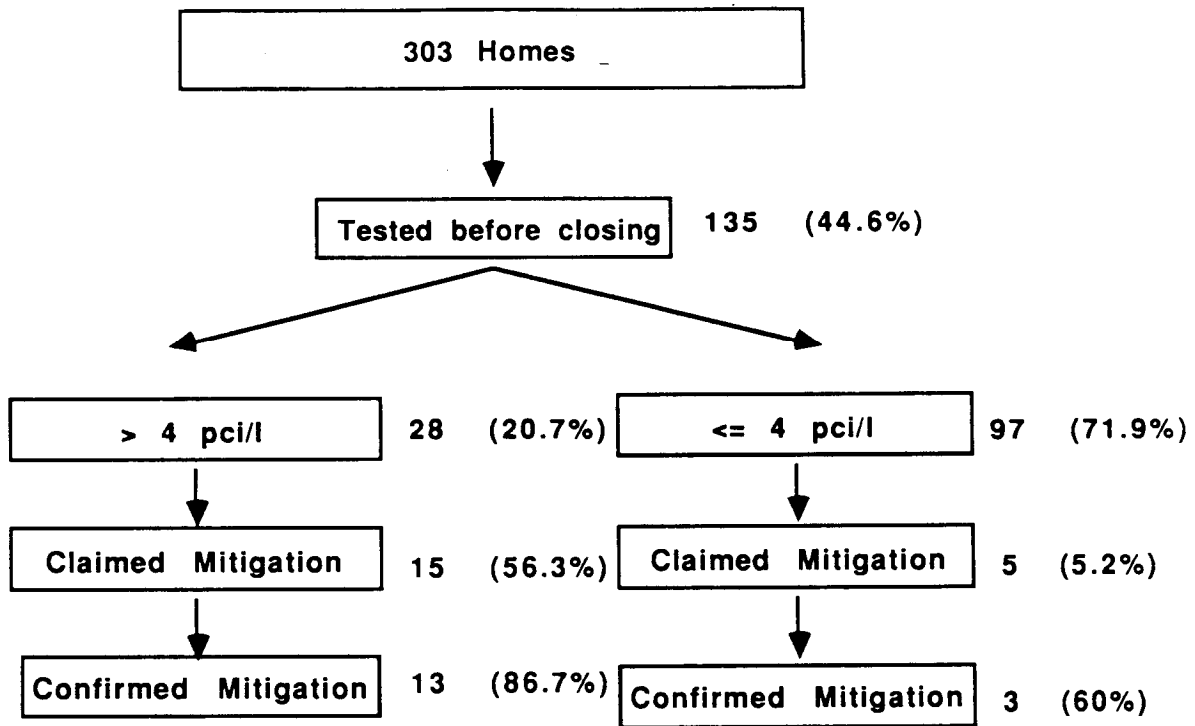 303 Homes
Tested before closing 135 (44.6%)
> 4 pci/l 28 (20.7%) <= 4 pci/l 97 (71.9%)
Claimed Mitigation 15 (56.3%) Claimed Mitigation 5 (5.2%)
Confirmed Mitigation 13 (86.7%) Confirmed Mitigation 3 (60%)